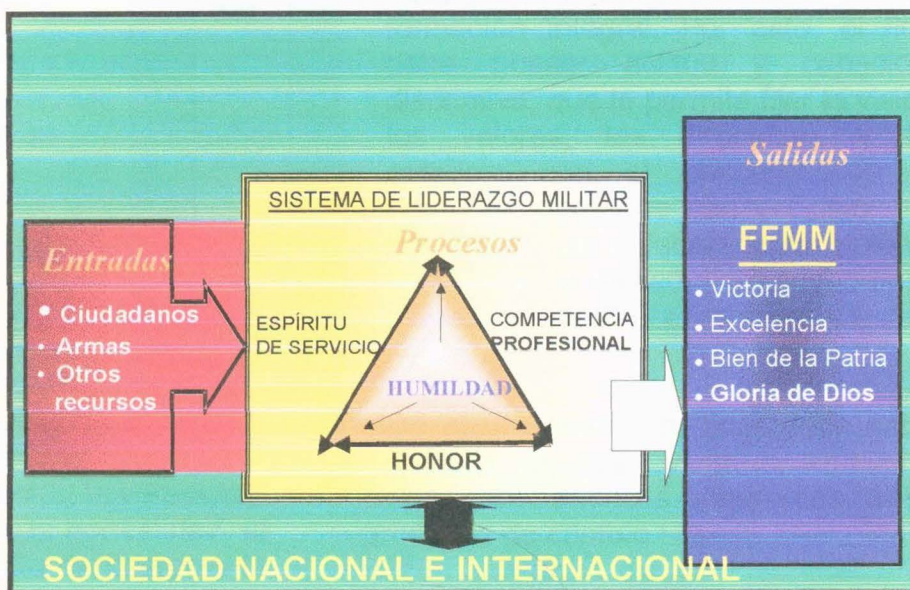 Entradas
• Ciudadanos
• Armas
• Otros
recursos
SISTEMA DE LIDERAZGO MILITAR
Procesos
ESPÍRITU
DE SERVICIO
COMPETENCIA
PROFESIONAL
HUMILDAD
HONOR
Salidas
FFMM
• Victoria
• Excelencia
• Bien de la Patria
• Gloria de Dios
SOCIEDAD NACIONAL E INTERNACIONAL